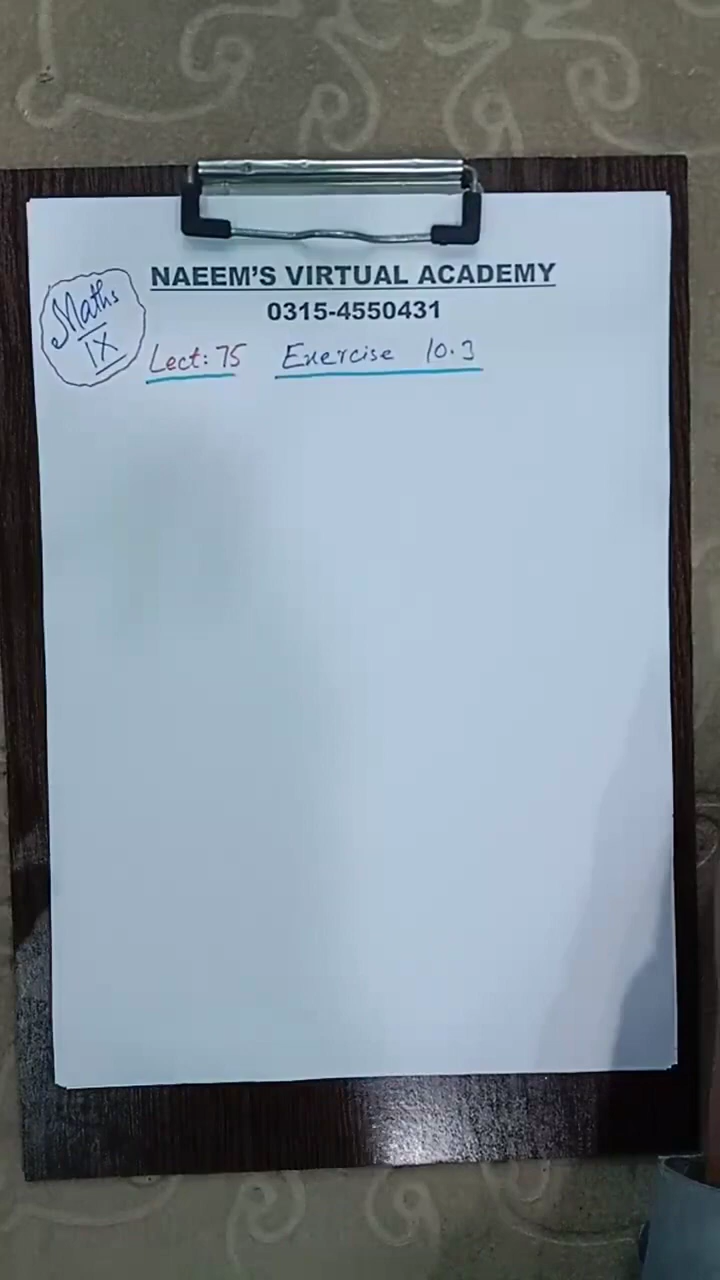 NAEEM'S VIRTUAL ACADEMY
0315-4550431
Maths
IX
Lect: 75 Exercise 10.3